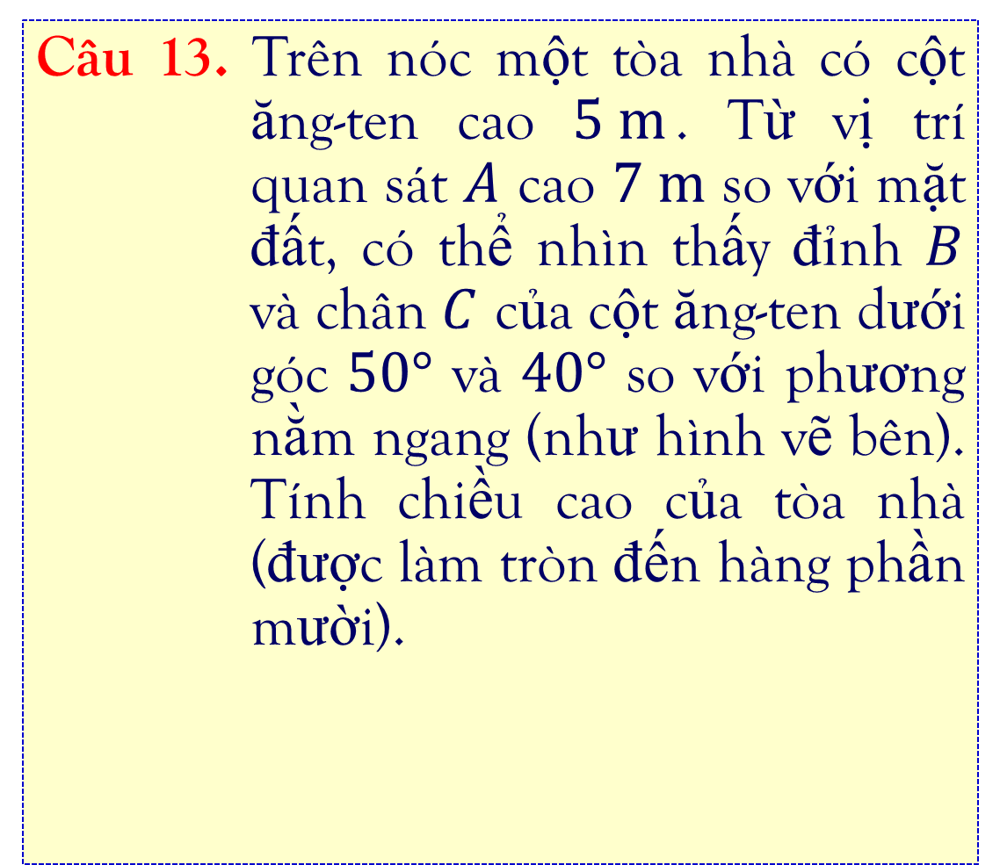 Câu 13. Trên nóc một tòa nhà có cột
ăng-ten cao 5 m. Từ vị trí
quan sát A cao 7 m so với mặt
đất, có thể nhìn thấy đỉnh B
và chân C của cột ăng-ten dưới
góc 50° và 40° so với phương
nằm ngang (như hình vẽ bên).
Tính chiều cao của tòa nhà
(được làm tròn đến hàng phần
mười).